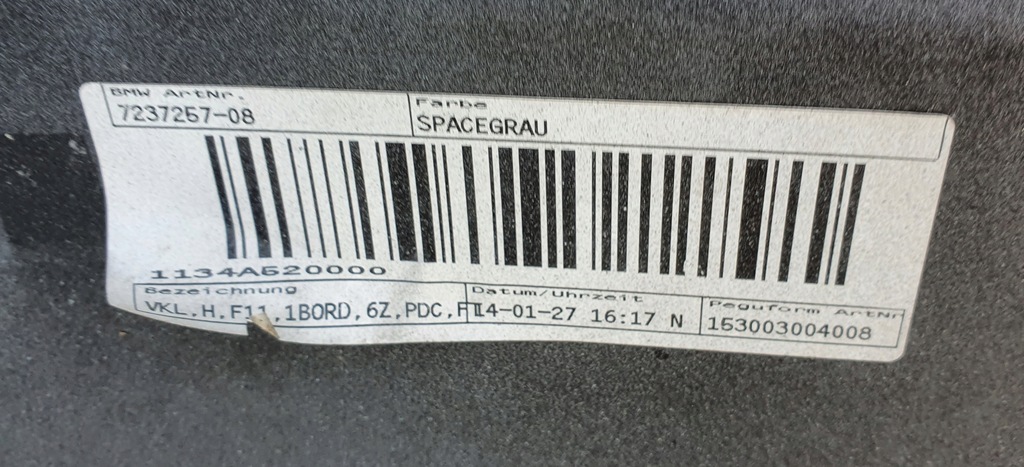 BMW ArtNr.
7237257-08
Farbe
SPACEGRAU
1134A520000
Bezeichnung
VKL,H,F11,1BORD,6Z,PDC,F
Datum/Uhrzeit
14-01-27 16:17 N
Peguform ArtNr
153003004008